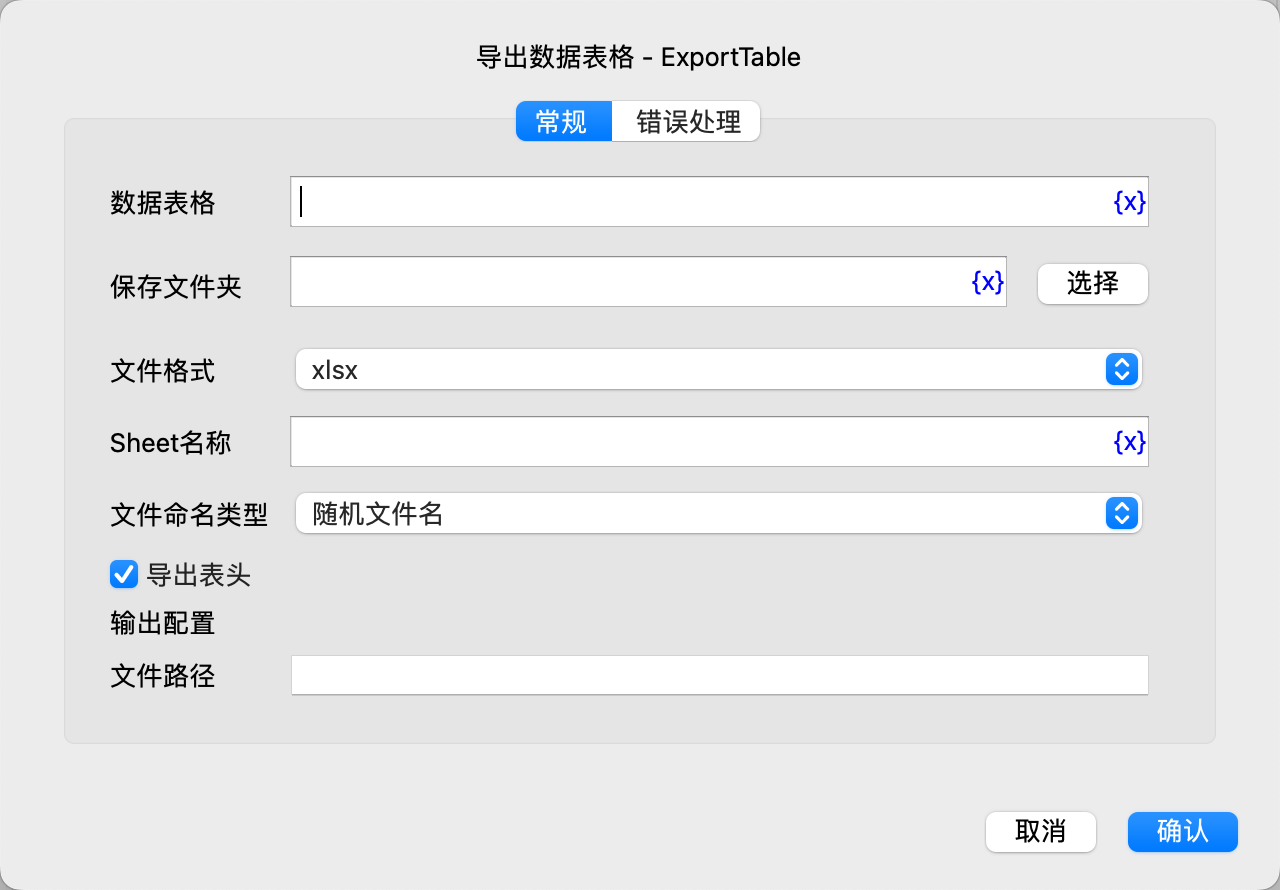 导出数据表格 - ExportTable
常规 错误处理
数据表格 {x}
保存文件夹 {x} 选择
文件格式 xlsx
Sheet名称 {x}
文件命名类型 随机文件名
导出表头
输出配置
文件路径
取消 确认